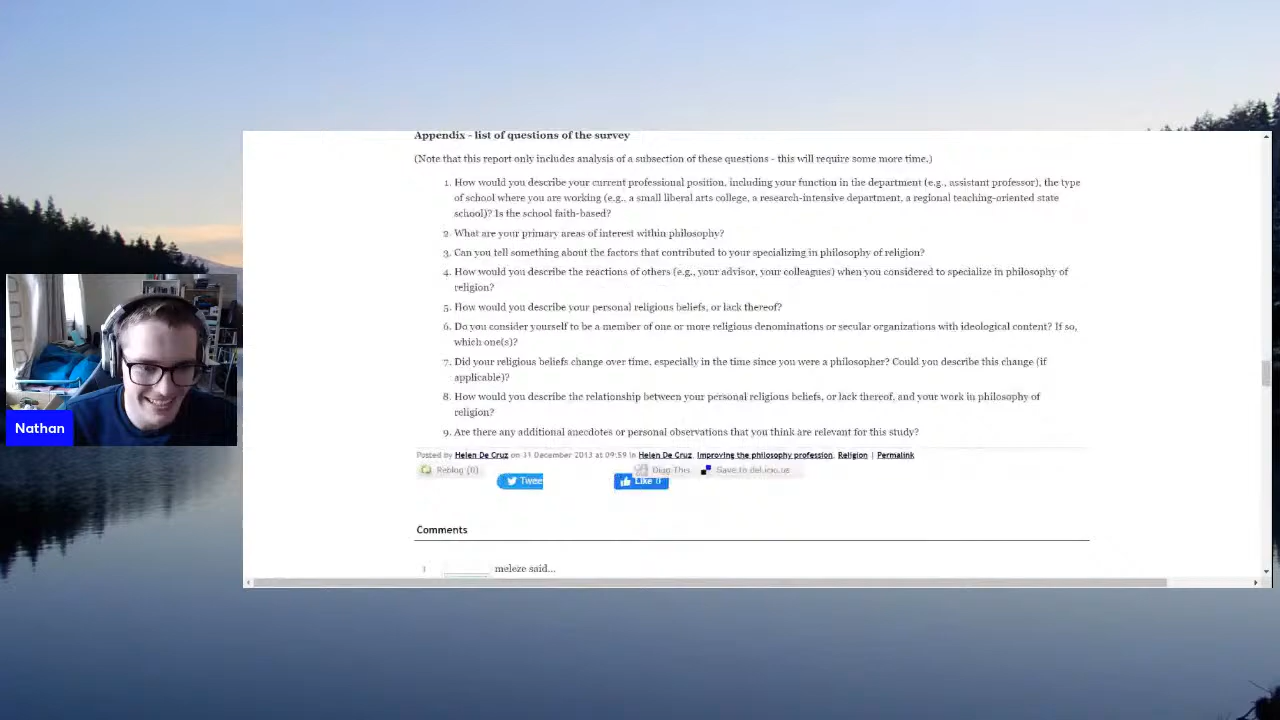 Appendix - list of questions of the survey
(Note that this report only includes analysis of a subsection of these questions - this will require some more time.)
1. How would you describe your current professional position, including your function in the department (e.g., assistant professor), the type
of school where you are working (e.g., a small liberal arts college, a research-intensive department, a regional teaching-oriented state
school)? Is the school faith-based?
2. What are your primary areas of interest within philosophy?
3. Can you tell something about the factors that contributed to your specializing in philosophy of religion?
4. How would you describe the reactions of others (e.g., your advisor, your colleagues) when you considered to specialize in philosophy of
religion?
5. How would you describe your personal religious beliefs, or lack thereof?
6. Do you consider yourself to be a member of one or more religious denominations or secular organizations with ideological content? If so,
which one(s)?
7. Did your religious beliefs change over time, especially in the time since you were a philosopher? Could you describe this change (if
applicable)?
8. How would you describe the relationship between your personal religious beliefs, or lack thereof, and your work in philosophy of
religion?
9. Are there any additional anecdotes or personal observations that you think are relevant for this study?
Nathan
Posted by Helen De Cruz on 31 December 2013 at 09:59 in Helen De Cruz, Improving the philosophy profession, Religion | Permalink
Reblog (0) Digg This Save to del.icio.us
Twee Like 0
Comments
1 meleze said...